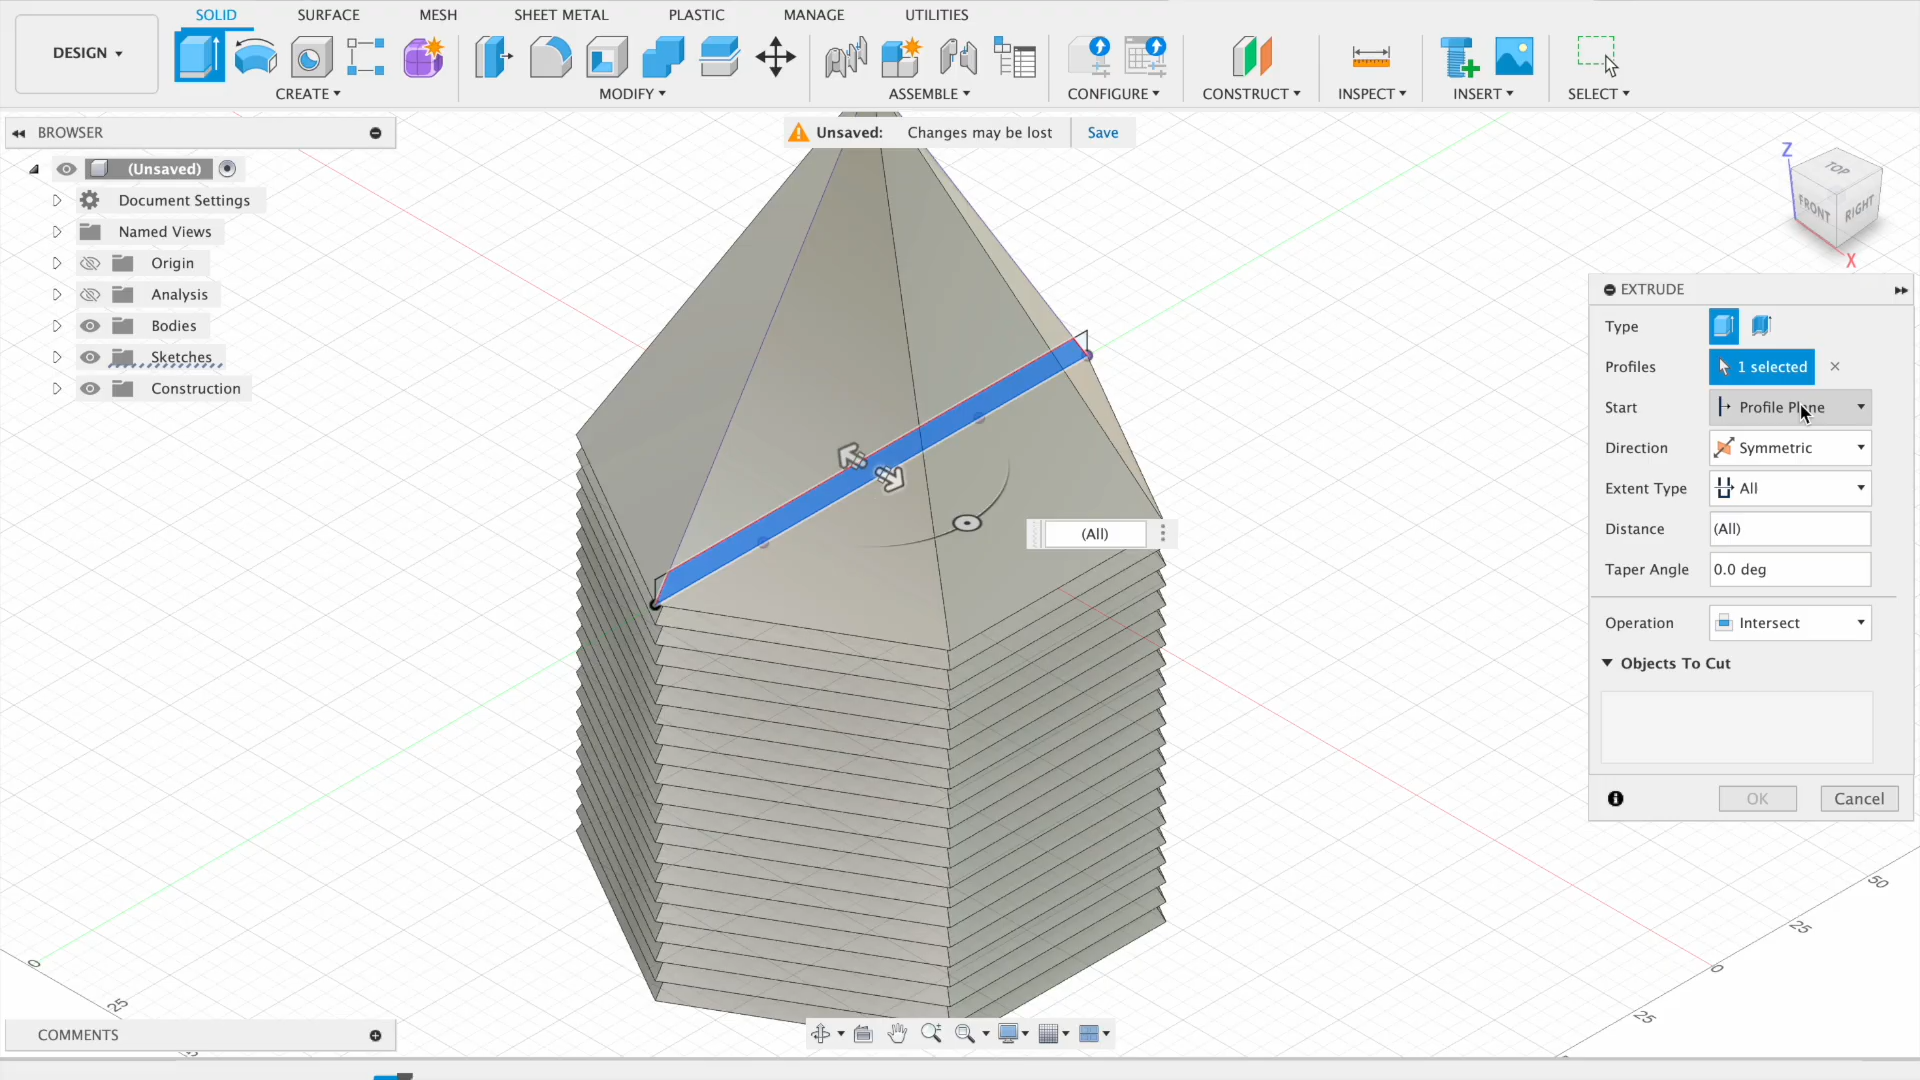 SOLID SURFACE MESH SHEET METAL PLASTIC MANAGE UTILITIES
DESIGN
CREATE MODIFY ASSEMBLE CONFIGURE CONSTRUCT INSPECT INSERT SELECT
BROWSER
Unsaved: Changes may be lost Save
(Unsaved)
Document Settings
Named Views
Origin
Analysis
Bodies
Sketches
Construction
Z
TOP
FRONT RIGHT
X
EXTRUDE
Type
Profiles 1 selected
Start Profile Plane
Direction Symmetric
Extent Type All
Distance (All)
Taper Angle 0.0 deg
Operation Intersect
Objects To Cut
OK Cancel
(All)
50
25
0
25
0
25
COMMENTS